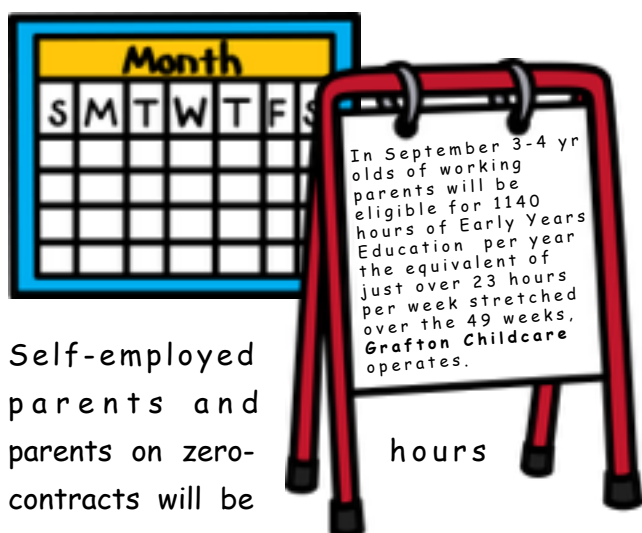 Month
S M T W T F S
In September 3-4 yr
olds of working
parents will be
eligible for 1140
hours of Early Years
Education per year
the equivalent of
just over 23 hours
per week stretched
over the 49 weeks,
Grafton Childcare
operates.
Self-employed
parents and
parents on zero- hours
contracts will be